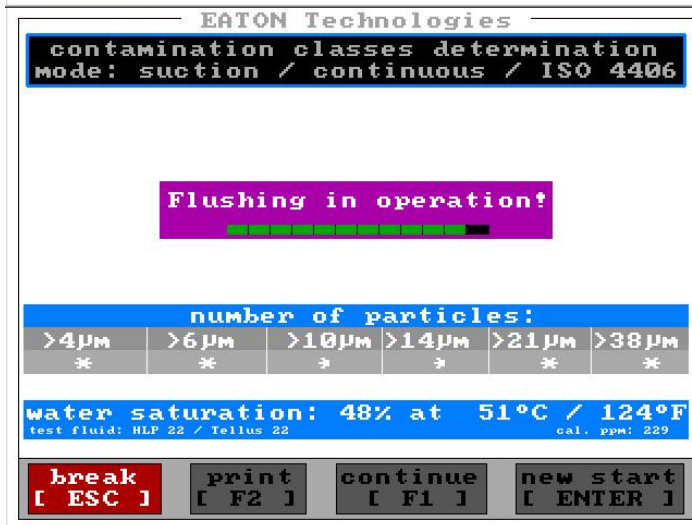 EATON Technologies
contamination classes determination
mode: suction / continuous / ISO 4406
Flushing in operation!
number of particles:
>4µm >6µm >10µm >14µm >21µm >38µm
* * * * * *
water saturation: 48% at 51°C / 124°F
test fluid: HLP 22 / Tellus 22 cal. ppm: 229
break print continue new start
[ ESC ] [ F2 ] [ F1 ] [ ENTER ]